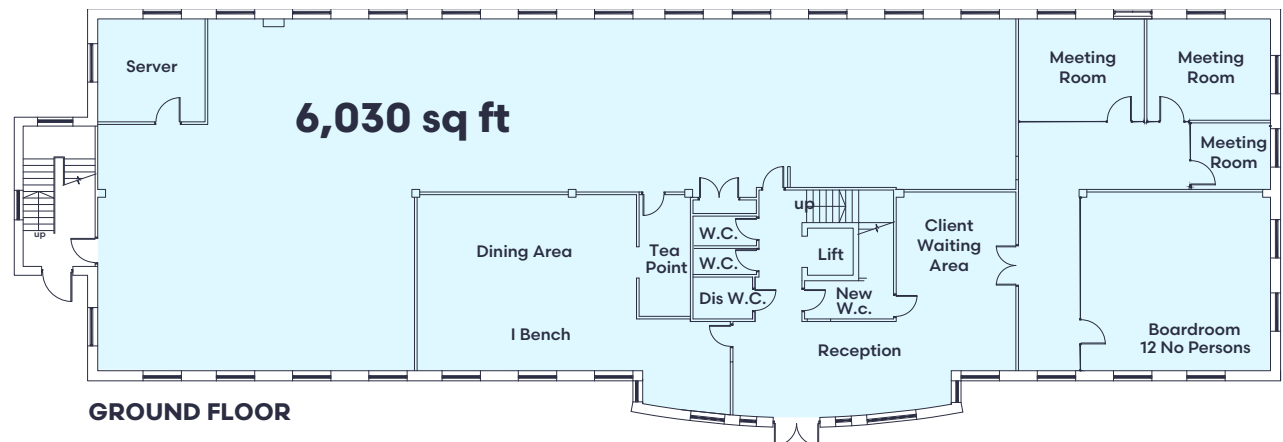 Server
6,030 sq ft
Meeting
Room
Meeting
Room
Meeting
Room
up
up
W.C.
W.C.
Dis W.C.
Tea
Point
Dining Area
I Bench
Lift
New
W.c.
Client
Waiting
Area
Reception
Boardroom
12 No Persons
GROUND FLOOR